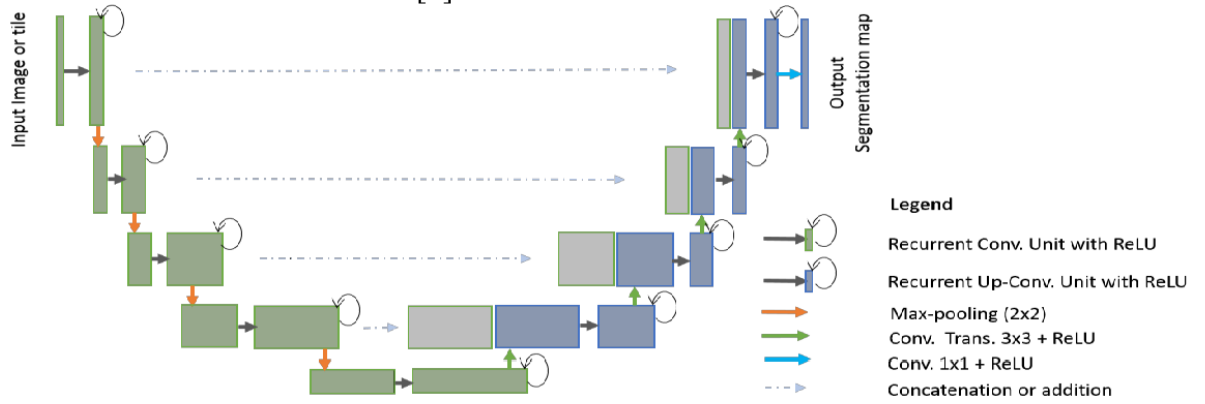 Input Image or tile
Output
Segmentation map
Legend
Recurrent Conv. Unit with ReLU
Recurrent Up-Conv. Unit with ReLU
Max-pooling (2x2)
Conv. Trans. 3x3 + ReLU
Conv. 1x1 + ReLU
Concatenation or addition